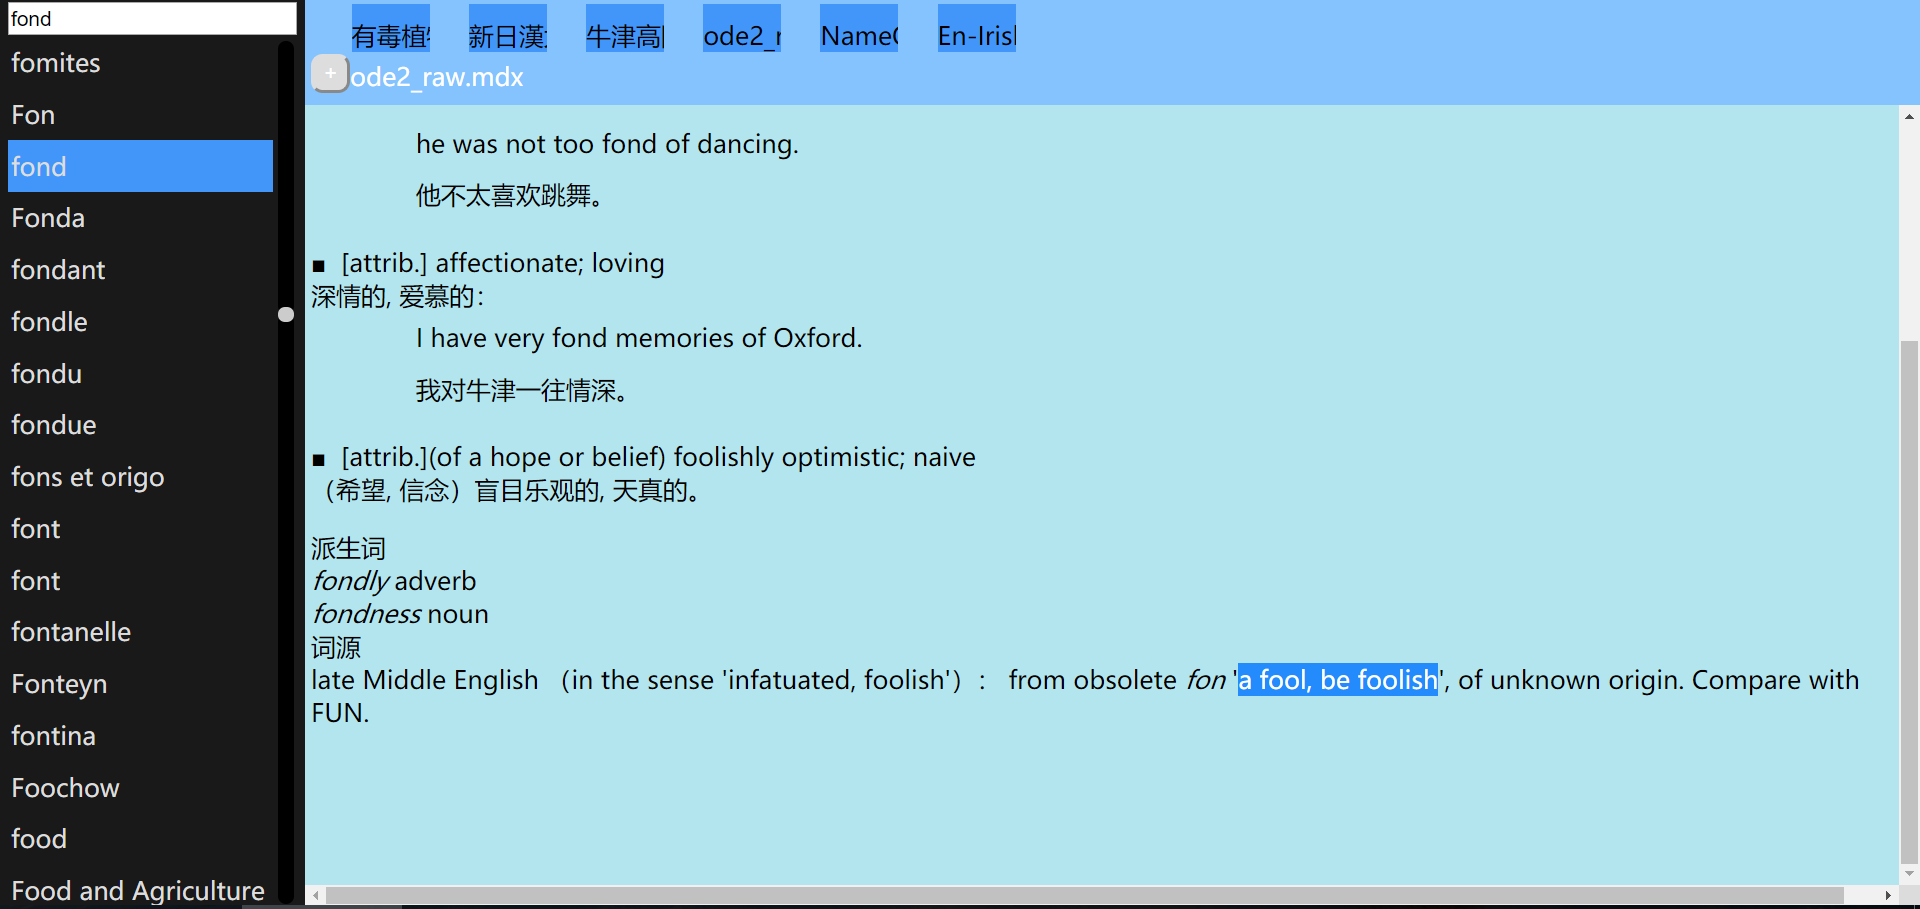 fond
fomites
Fon
fond
Fonda
fondant
fondle
fondu
fondue
fons et origo
font
font
fontanelle
Fonteyn
fontina
Foochow
food
Food and Agriculture
有毒植 新日漢 牛津高 ode2_r Name En-Iris
+ ode2_raw.mdx
he was not too fond of dancing.
他不太喜欢跳舞。
■ [attrib.] affectionate; loving
深情的, 爱慕的：
I have very fond memories of Oxford.
我对牛津一往情深。
■ [attrib.](of a hope or belief) foolishly optimistic; naive
（希望, 信念）盲目乐观的, 天真的。
派生词
fondly adverb
fondness noun
词源
late Middle English （in the sense 'infatuated, foolish'）： from obsolete fon 'a fool, be foolish', of unknown origin. Compare with
FUN.